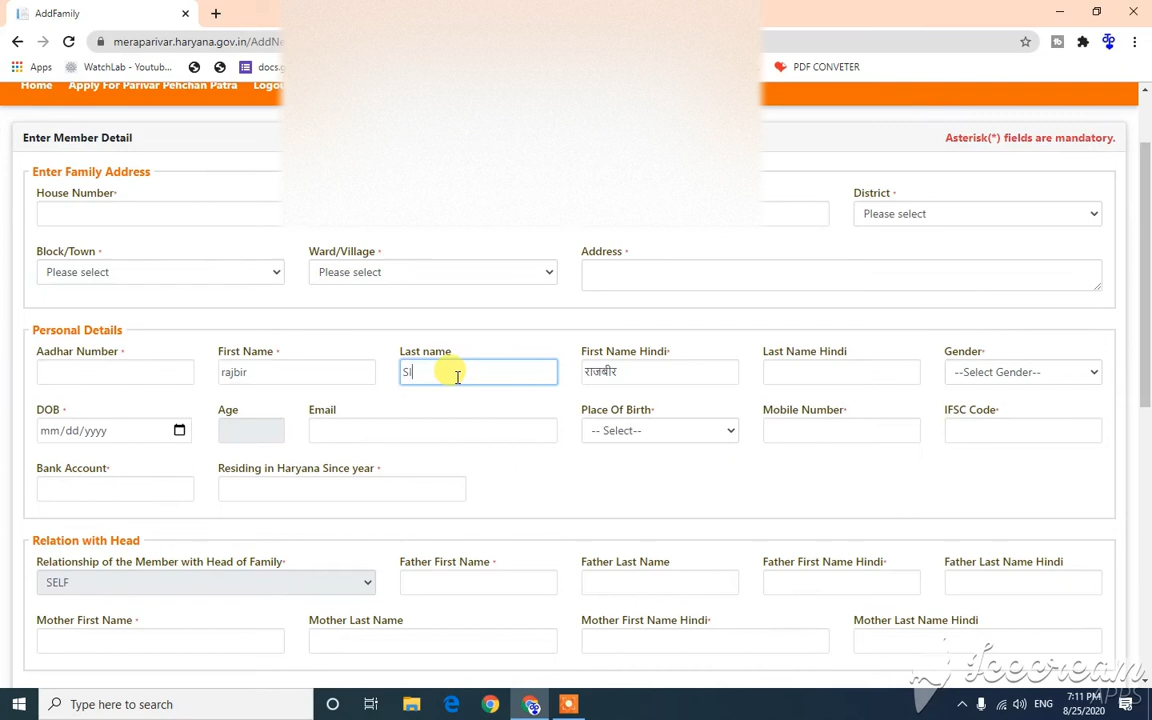 AddFamily
meraparivar.haryana.gov.in/AddNe
Apps WatchLab - Youtub... docs.g PDF CONVETER
Home Apply For Parivar Pehchan Patra Logou
Enter Member Detail Asterisk(*) fields are mandatory.
Enter Family Address
House Number* District *
Please select
Block/Town * Ward/Village * Address *
Please select Please select
Personal Details
Aadhar Number * First Name * Last name First Name Hindi* Last Name Hindi Gender*
rajbir SI राजबीर --Select Gender--
DOB * Age Email Place Of Birth* Mobile Number* IFSC Code*
mm/dd/yyyy -- Select--
Bank Account* Residing in Haryana Since year *
Relation with Head
Relationship of the Member with Head of Family* Father First Name * Father Last Name Father First Name Hindi* Father Last Name Hindi
SELF
Mother First Name * Mother Last Name Mother First Name Hindi* Mother Last Name Hindi
Icecream
APPS
Type here to search ENG 7:11 PM
8/25/2020